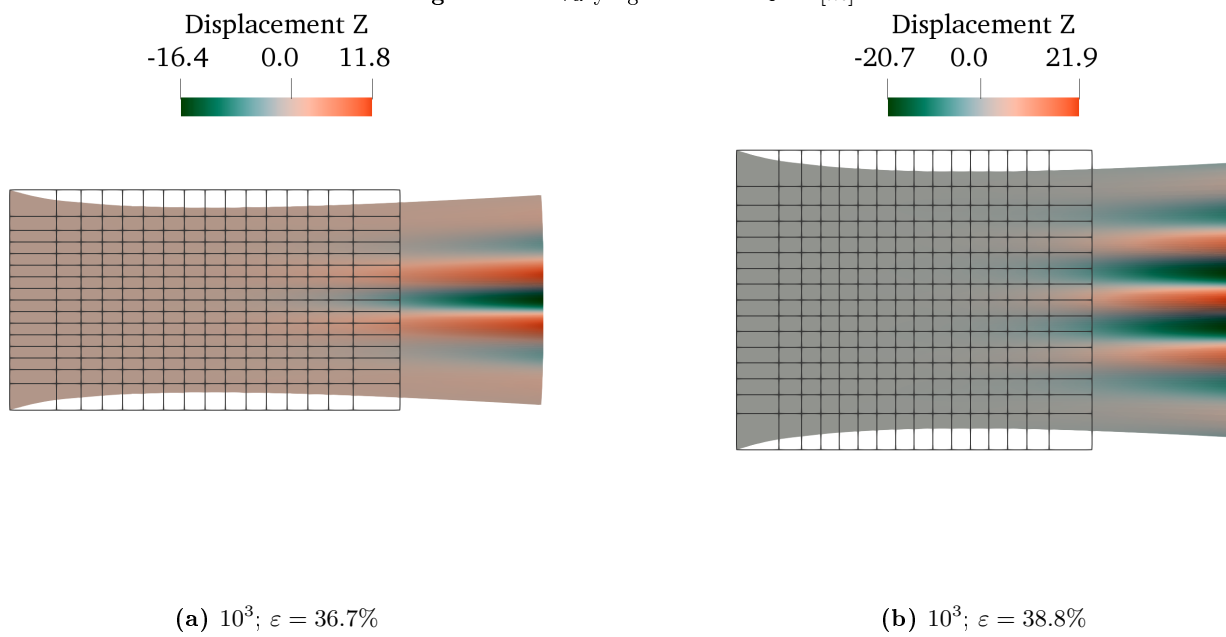 Displacement Z
-16.4 0.0 11.8
Displacement Z
-20.7 0.0 21.9
(a) 10³; ε = 36.7%
(b) 10³; ε = 38.8%